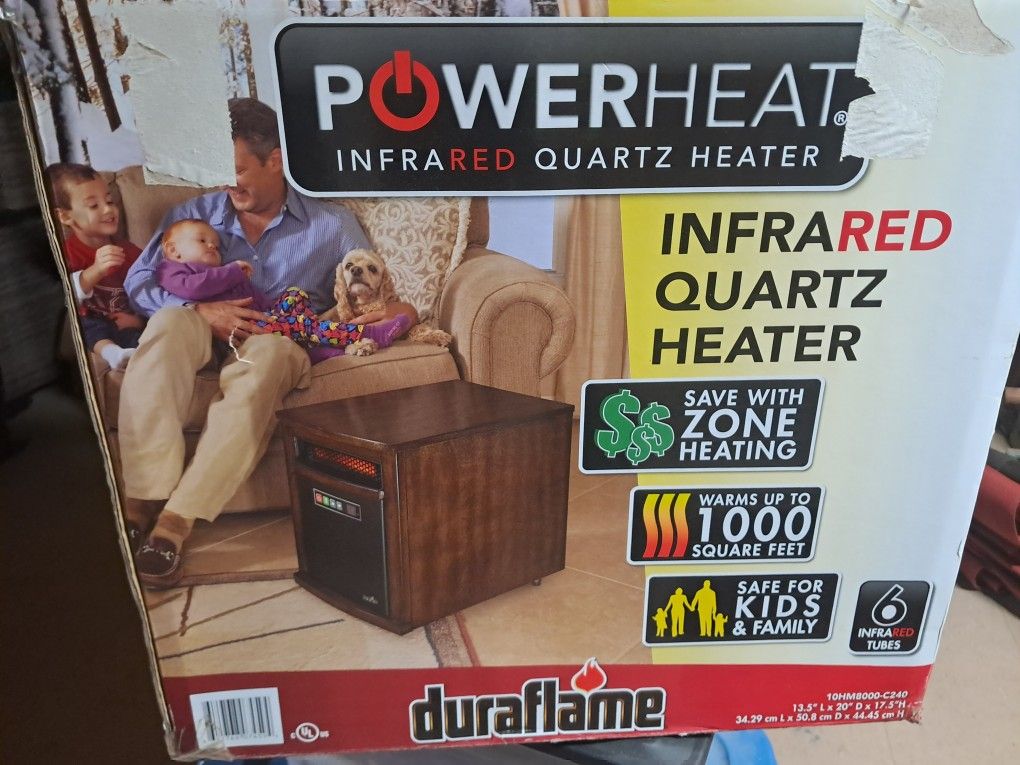 POWERHEAT®
INFRARED QUARTZ HEATER
INFRARED
QUARTZ
HEATER
$$$ SAVE WITH
ZONE
HEATING
WARMS UP TO
1000
SQUARE FEET
SAFE FOR
KIDS
& FAMILY
6
INFRARED
TUBES
duraflame
10HM8000-C240
13.5" L x 20" D x 17.5"H
34.29 cm L x 50.8 cm D x 44.45 cm H
C UL US